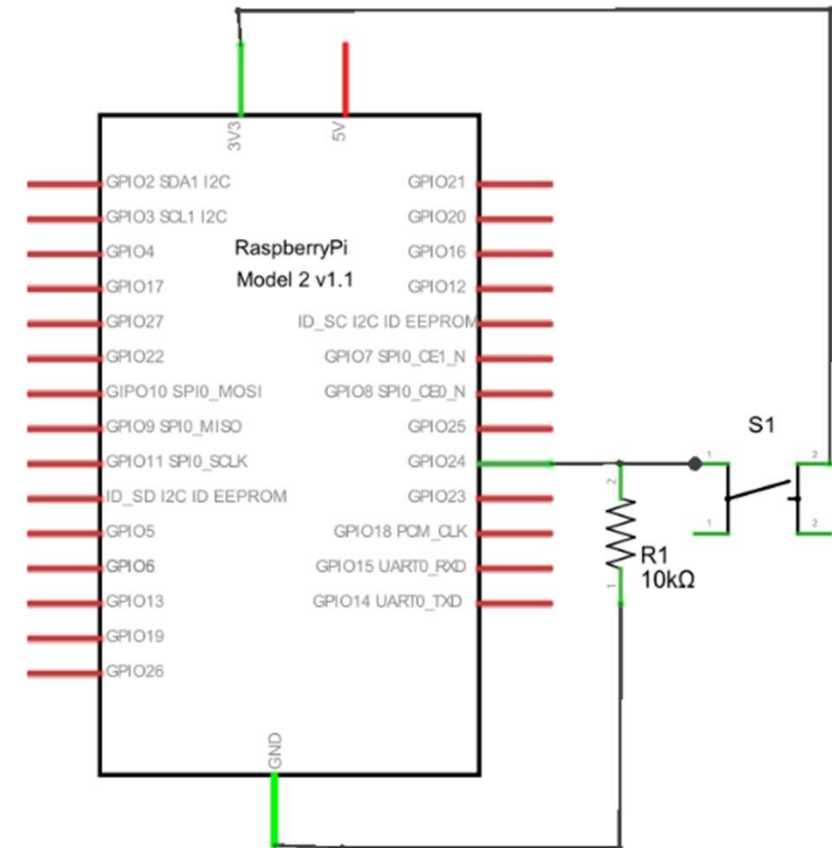 3V3
5V
GPIO2 SDA1 I2C
GPIO21
GPIO3 SCL1 I2C
GPIO20
GPIO4
RaspberryPi
GPIO16
GPIO17
Model 2 v1.1
GPIO12
GPIO27
ID_SC I2C ID EEPROM
GPIO22
GPIO7 SPI0_CE1_N
GIPO10 SPI0_MOSI
GPIO8 SPI0_CE0_N
GPIO9 SPI0_MISO
GPIO25
S1
GPIO11 SPI0_SCLK
GPIO24
1
2
ID_SD I2C ID EEPROM
GPIO23
2
GPIO5
GPIO18 PCM_CLK
1
2
GPIO6
GPIO15 UART0_RXD
R1
10kΩ
1
GPIO13
GPIO14 UART0_TXD
GPIO19
GPIO26
GND